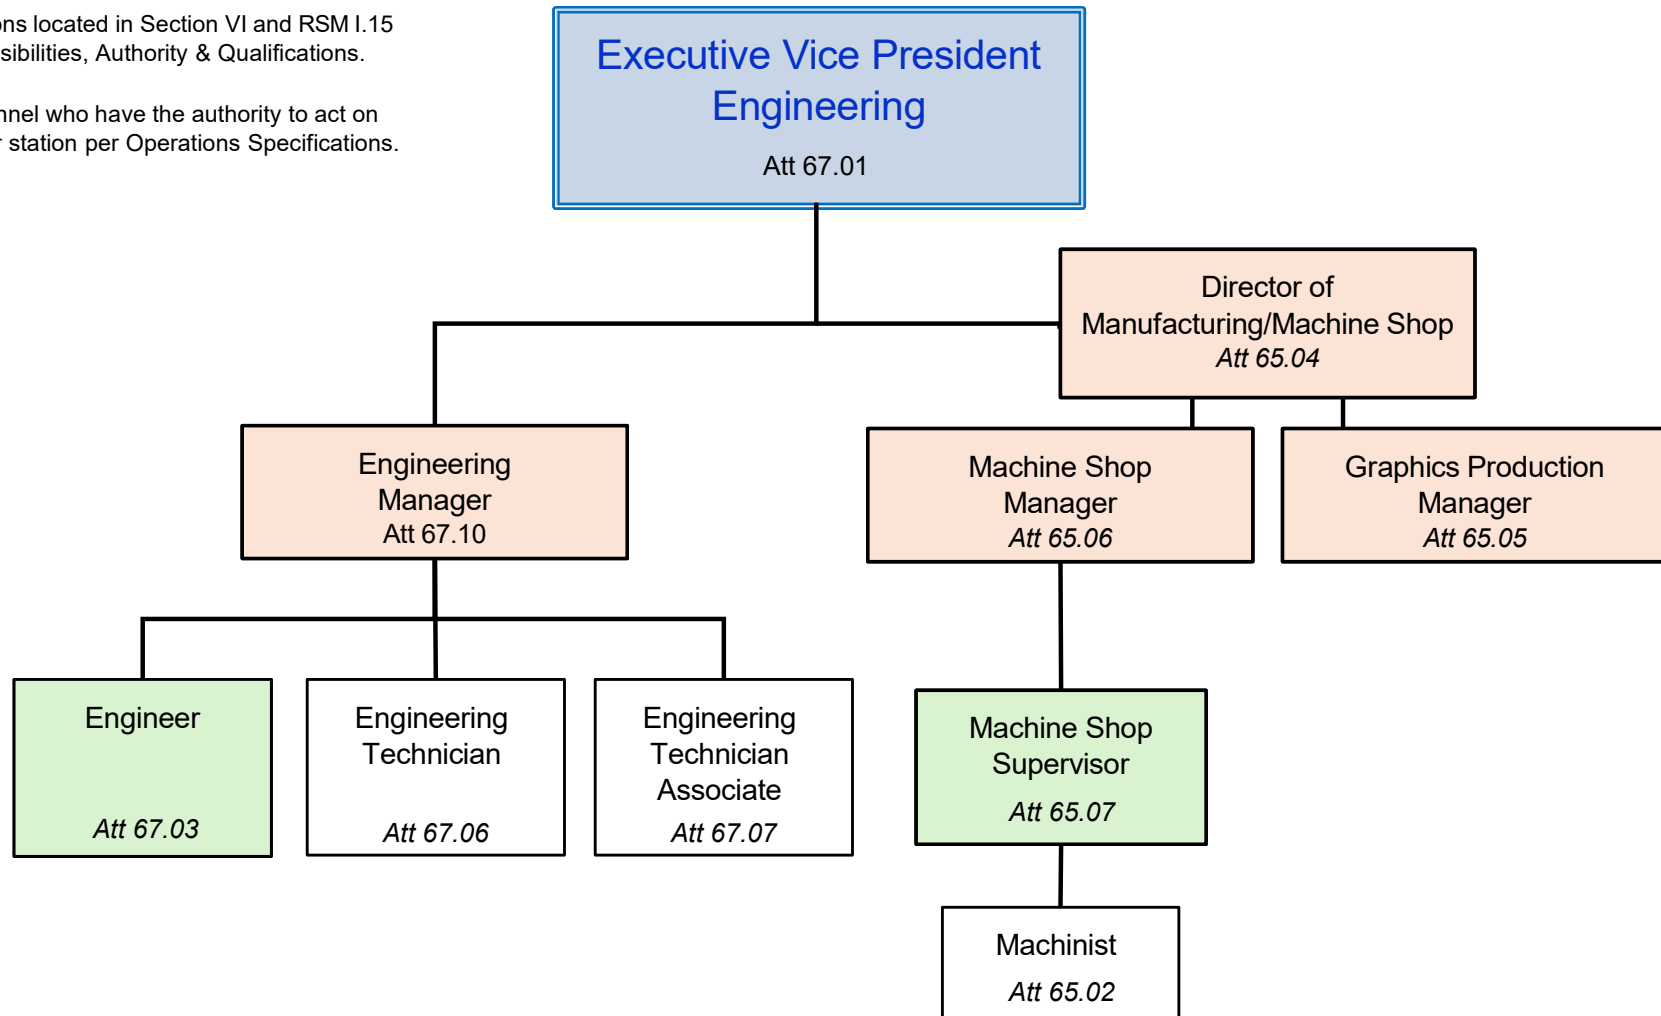 ons located in Section VI and RSM I.15
sibilities, Authority & Qualifications.
nnel who have the authority to act on
r station per Operations Specifications.
Executive Vice President
Engineering
Att 67.01
Director of
Manufacturing/Machine Shop
Att 65.04
Engineering
Manager
Att 67.10
Machine Shop
Manager
Att 65.06
Graphics Production
Manager
Att 65.05
Engineer
Att 67.03
Engineering
Technician
Att 67.06
Engineering
Technician
Associate
Att 67.07
Machine Shop
Supervisor
Att 65.07
Machinist
Att 65.02